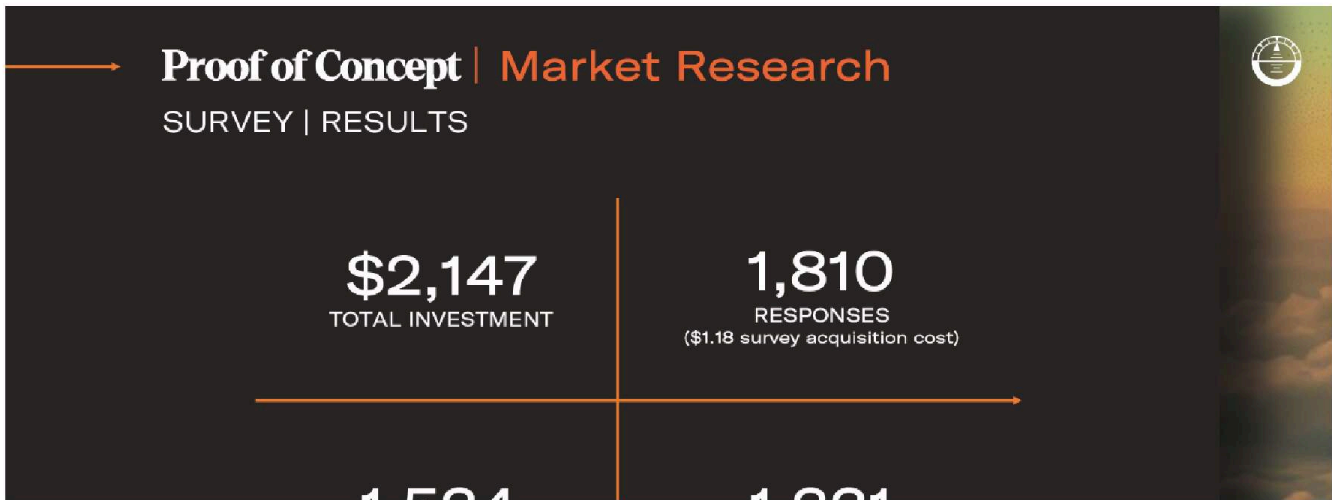 Proof of Concept | Market Research
SURVEY | RESULTS
$2,147
TOTAL INVESTMENT
1,810
RESPONSES
($1.18 survey acquisition cost)